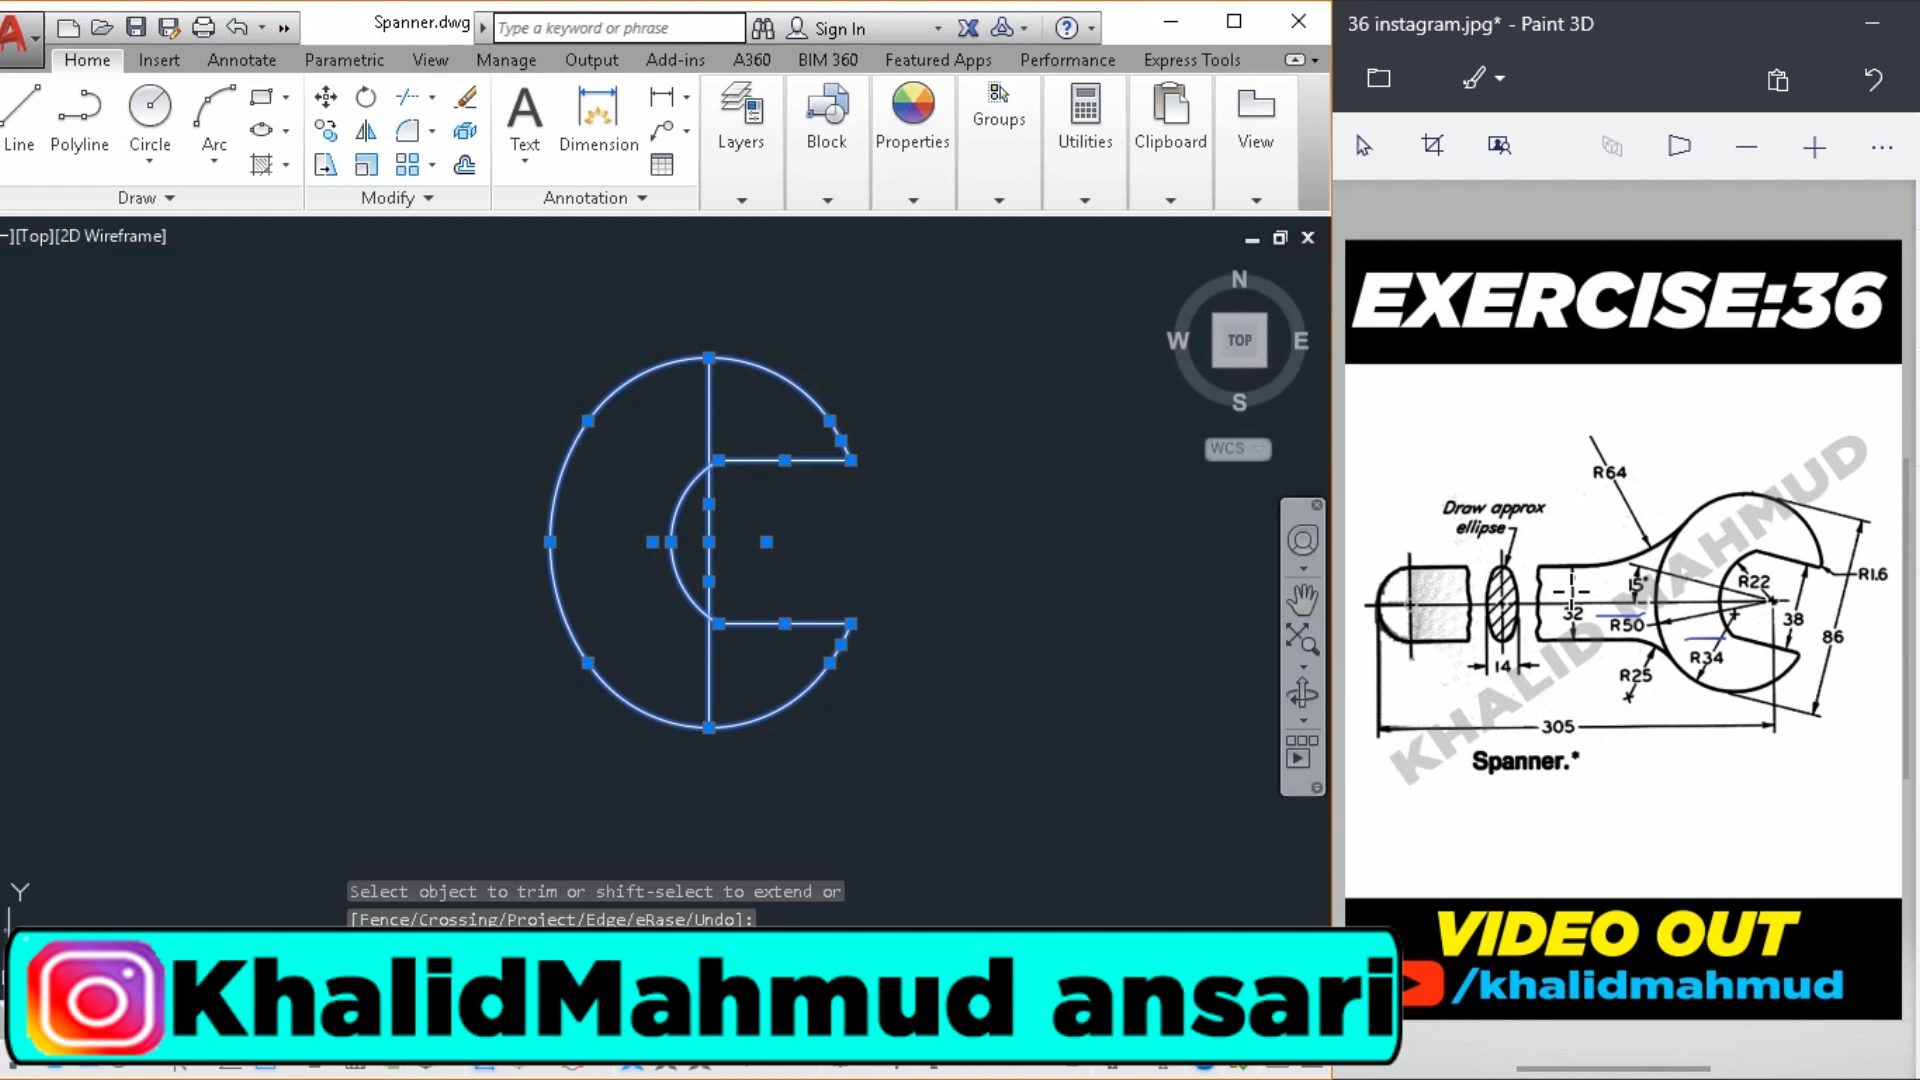 Spanner.dwg
Type a keyword or phrase
Sign In
Home
Insert
Annotate
Parametric
View
Manage
Output
Add-ins
A360
BIM 360
Featured Apps
Performance
Express Tools
Line
Polyline
Circle
Arc
Text
Dimension
Layers
Block
Properties
Groups
Utilities
Clipboard
View
Draw
Modify
Annotation
–][Top][2D Wireframe]
N
W
TOP
E
S
WCS
Y
Select object to trim or shift-select to extend or
[Fence/Crossing/Project/Edge/eRase/Undo]:
KhalidMahmud ansari
36 instagram.jpg* - Paint 3D
EXERCISE:36
R64
Draw approx
ellipse
15°
R22
R1.6
32
R50
38
86
R34
14
R25
305
Spanner.*
KHALID MAHMUD
VIDEO OUT
/khalidmahmud